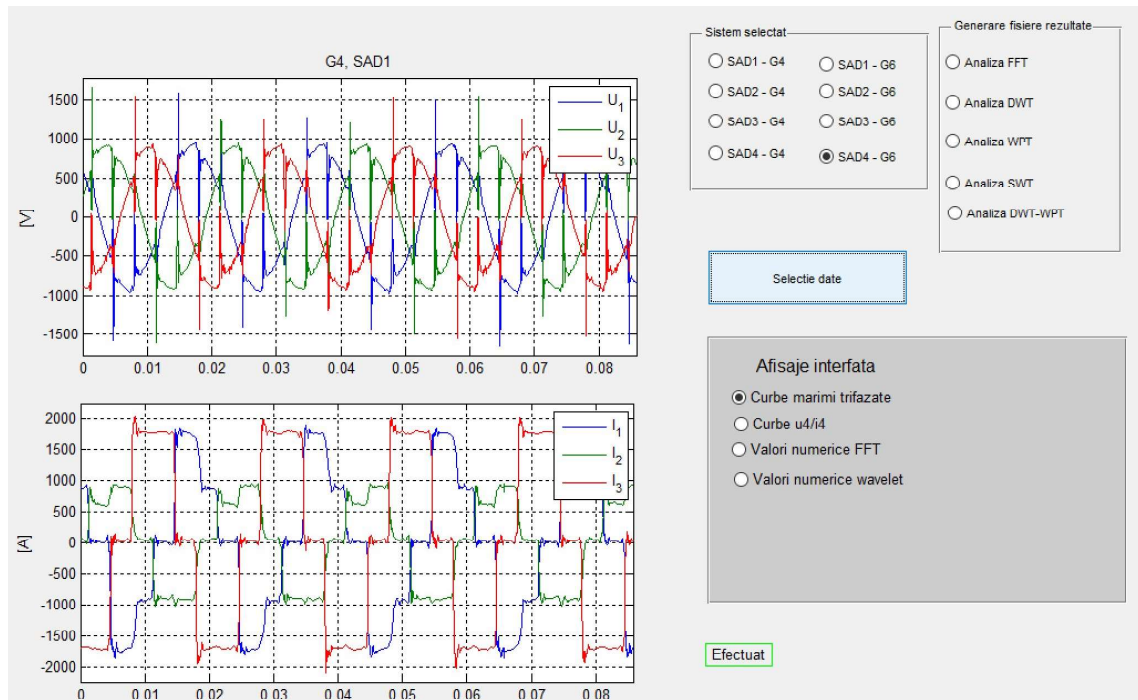 G4, SAD1
[V]
1500
1000
500
0
-500
-1000
-1500
U1
U2
U3
0 0.01 0.02 0.03 0.04 0.05 0.06 0.07 0.08
[A]
2000
1500
1000
500
0
-500
-1000
-1500
-2000
I1
I2
I3
0 0.01 0.02 0.03 0.04 0.05 0.06 0.07 0.08
Sistem selectat
SAD1 - G4 SAD1 - G6
SAD2 - G4 SAD2 - G6
SAD3 - G4 SAD3 - G6
SAD4 - G4 SAD4 - G6
Generare fisiere rezultate
Analiza FFT
Analiza DWT
Analiza WPT
Analiza SWT
Analiza DWT-WPT
Selectie date
Afisaje interfata
Curbe marimi trifazate
Curbe u4/i4
Valori numerice FFT
Valori numerice wavelet
Efectuat